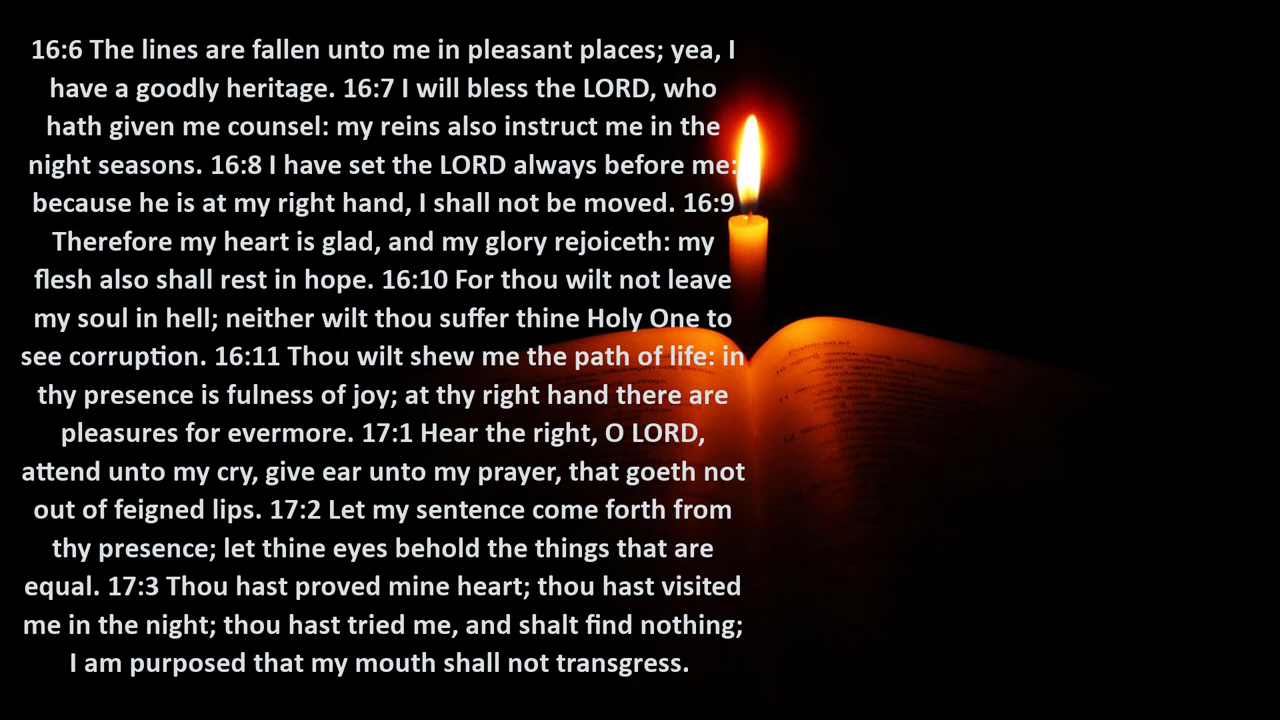 16:6 The lines are fallen unto me in pleasant places; yea, I
have a goodly heritage. 16:7 I will bless the LORD, who
hath given me counsel: my reins also instruct me in the
night seasons. 16:8 I have set the LORD always before me:
because he is at my right hand, I shall not be moved. 16:9
Therefore my heart is glad, and my glory rejoiceth: my
flesh also shall rest in hope. 16:10 For thou wilt not leave
my soul in hell; neither wilt thou suffer thine Holy One to
see corruption. 16:11 Thou wilt shew me the path of life: in
thy presence is fulness of joy; at thy right hand there are
pleasures for evermore. 17:1 Hear the right, O LORD,
attend unto my cry, give ear unto my prayer, that goeth not
out of feigned lips. 17:2 Let my sentence come forth from
thy presence; let thine eyes behold the things that are
equal. 17:3 Thou hast proved mine heart; thou hast visited
me in the night; thou hast tried me, and shalt find nothing;
I am purposed that my mouth shall not transgress.